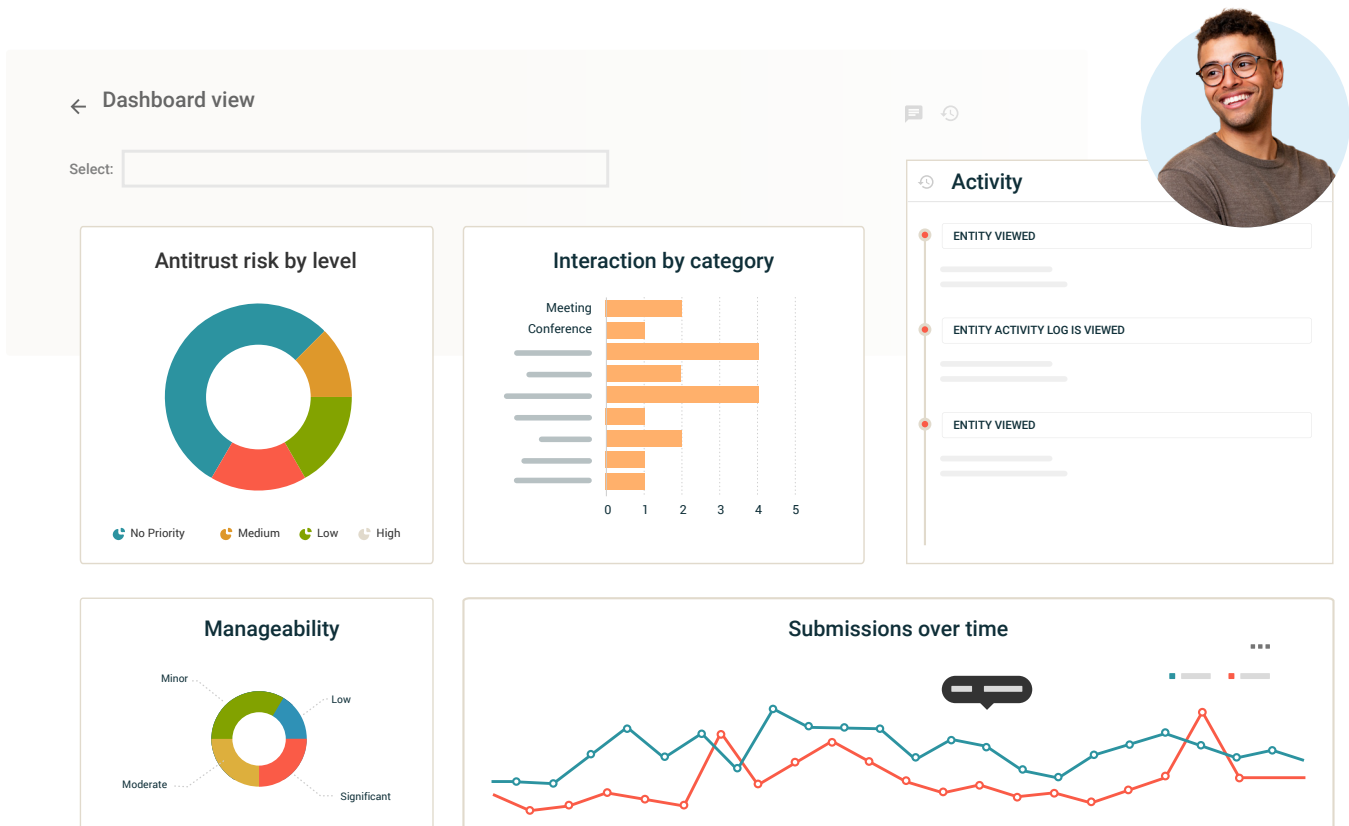 Dashboard view
Select:
Activity
ENTITY VIEWED
ENTITY ACTIVITY LOG IS VIEWED
ENTITY VIEWED
Antitrust risk by level
No Priority Medium Low High
Interaction by category
Meeting
Conference
0 1 2 3 4 5
Manageability
Minor
Low
Moderate
Significant
Submissions over time